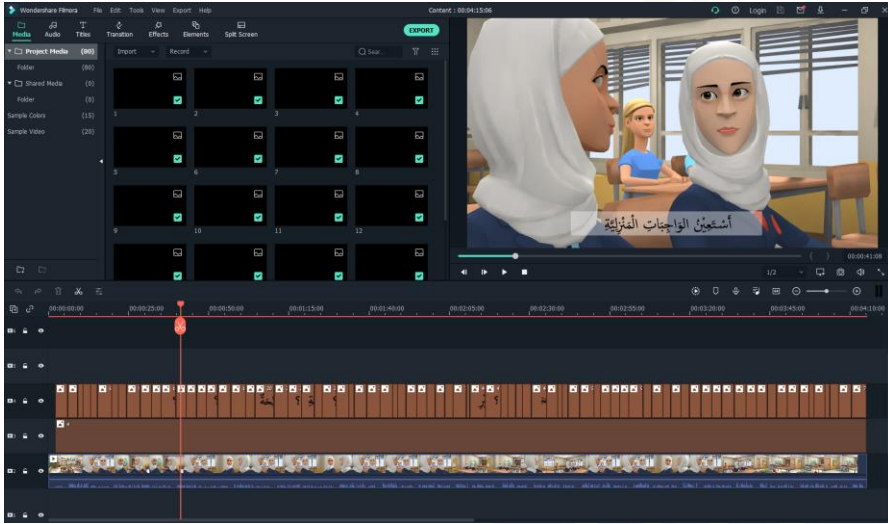 Wondershare Filmora File Edit Tools View Export Help
Content : 00:04:15:06
Login
Media Audio Titles Transition Effects Elements Split Screen
EXPORT
Project Media (80)
Import Record
Folder (80)
Shared Media (0)
Folder (0)
Sample Colors (15)
Sample Video (20)
1 2 3 4
5 6 7 8
9 10 11 12
أَسْتَعِيْنُ الوَاجِبَاتِ الْمَنْزِلِيَّةِ
00:00:41:08
1/2
00:00:00:00 00:00:25:00 00:00:50:00 00:01:15:00 00:01:40:00 00:02:05:00 00:02:30:00 00:02:55:00 00:03:20:00 00:03:45:00 00:04:10:00